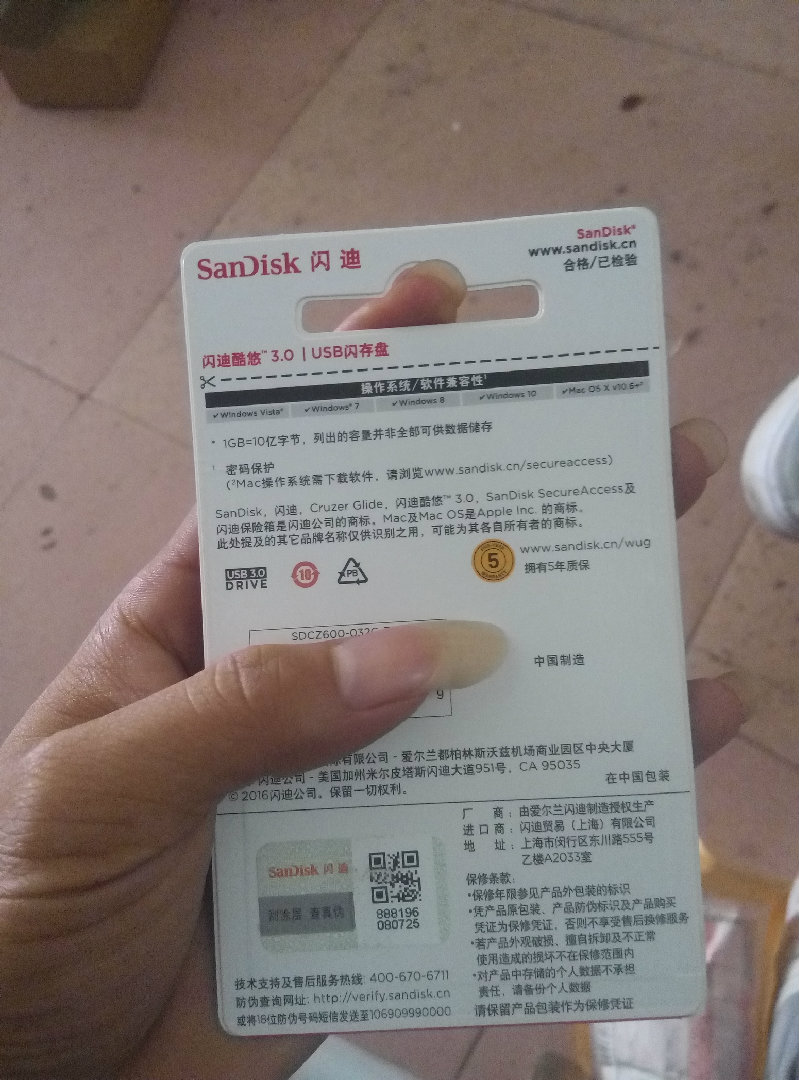 SanDisk 闪迪
SanDisk®
www.sandisk.cn
合格/已检验
闪迪酷悠™ 3.0 | USB闪存盘
操作系统/软件兼容性¹
✓Windows Vista® ✓Windows® 7 ✓Windows 8 ✓Windows 10 ✓Mac OS X v10.6+²
* 1GB=10亿字节，列出的容量并非全部可供数据储存
¹ 密码保护
(²Mac操作系统需下载软件，请浏览www.sandisk.cn/secureaccess)
SanDisk，闪迪，Cruzer Glide，闪迪酷悠™ 3.0，SanDisk SecureAccess及
闪迪保险箱是闪迪公司的商标。Mac及Mac OS是Apple Inc. 的商标。
此处提及的其它品牌名称仅供识别之用，可能为其各自所有者的商标。
USB 3.0
DRIVE
10
PB
5
www.sandisk.cn/wug
拥有5年质保
SDCZ600-032G
9
中国制造
有限公司 - 爱尔兰都柏林斯沃兹机场商业园区中央大厦
闪迪公司 - 美国加州米尔皮塔斯闪迪大道951号，CA 95035
© 2016闪迪公司。保留一切权利。
在中国包装
SanDisk 闪迪
刮涂层 查真伪
888196
080725
技术支持及售后服务热线: 400-670-6711
防伪查询网址: http://verify.sandisk.cn
或将18位防伪号码短信发送至106909990000
厂 商：由爱尔兰闪迪制造授权生产
进口商：闪迪贸易（上海）有限公司
地 址：上海市闵行区东川路555号
乙楼A2033室
保修条款:
•保修年限参见产品外包装的标识
•凭产品原包装、产品防伪标识及产品购买
凭证为保修凭证，否则不享受售后换修服务
•若产品外观破损、擅自拆卸及不正常
使用造成的损坏不在保修范围内
•对产品中存储的个人数据不承担
责任，请备份个人数据
请保留产品包装作为保修凭证